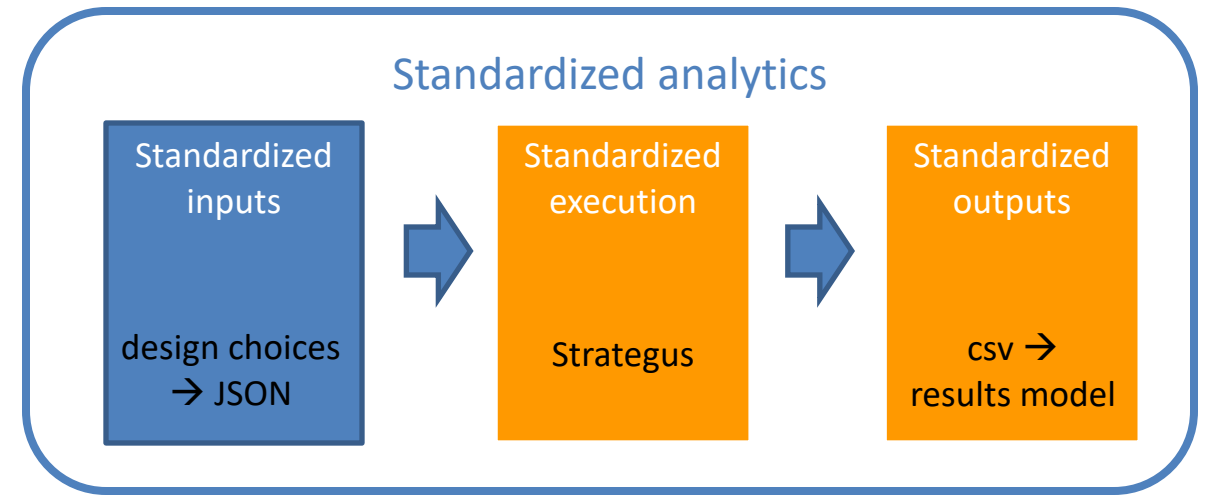 Standardized analytics
Standardized
inputs
design choices
→ JSON
Standardized
execution
Strategus
Standardized
outputs
csv →
results model